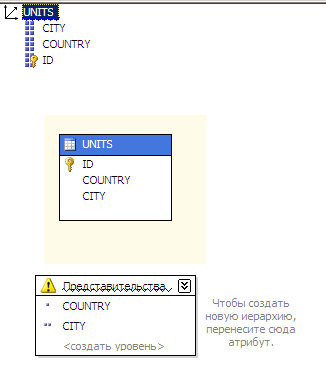 UNITS
CITY
COUNTRY
ID
UNITS
ID
COUNTRY
CITY
Представительства
COUNTRY
CITY
<создать уровень>
Чтобы создать
новую иерархию,
перенесите сюда
атрибут.